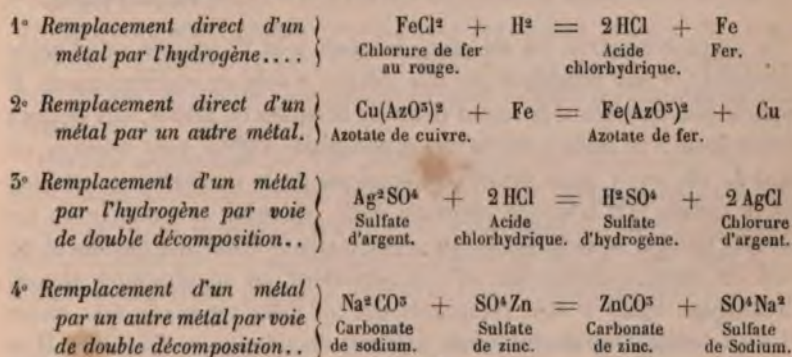 1° Remplacement direct d'un métal par l'hydrogène....
FeCl² + H² = 2 HCl + Fe
Chlorure de fer au rouge. Acide chlorhydrique. Fer.
2° Remplacement direct d'un métal par un autre métal.
Cu(AzO³)² + Fe = Fe(AzO³)² + Cu
Azotate de cuivre. Azotate de fer.
3° Remplacement d'un métal par l'hydrogène par voie de double décomposition..
Ag²SO⁴ + 2 HCl = H²SO⁴ + 2 AgCl
Sulfate d'argent. Acide chlorhydrique. Sulfate d'hydrogène. Chlorure d'argent.
4° Remplacement d'un métal par un autre métal par voie de double décomposition..
Na²CO³ + SO⁴Zn = ZnCO³ + SO⁴Na²
Carbonate de sodium. Sulfate de zinc. Carbonate de zinc. Sulfate de Sodium.